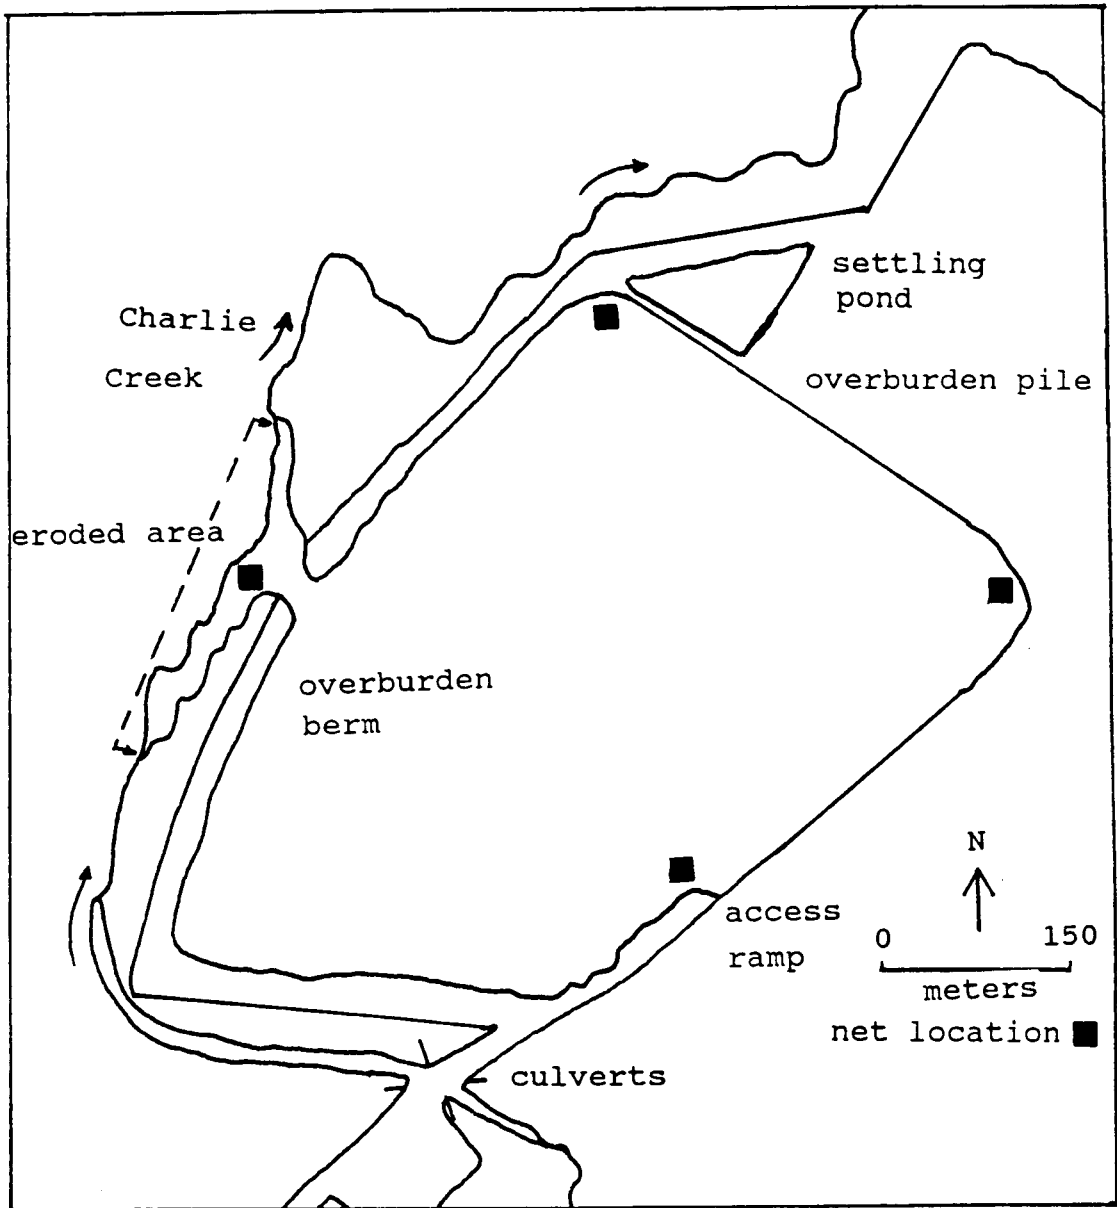 settling
pond
Charlie
Creek
overburden pile
eroded area
overburden
berm
N
access
ramp
0 150
meters
net location
culverts